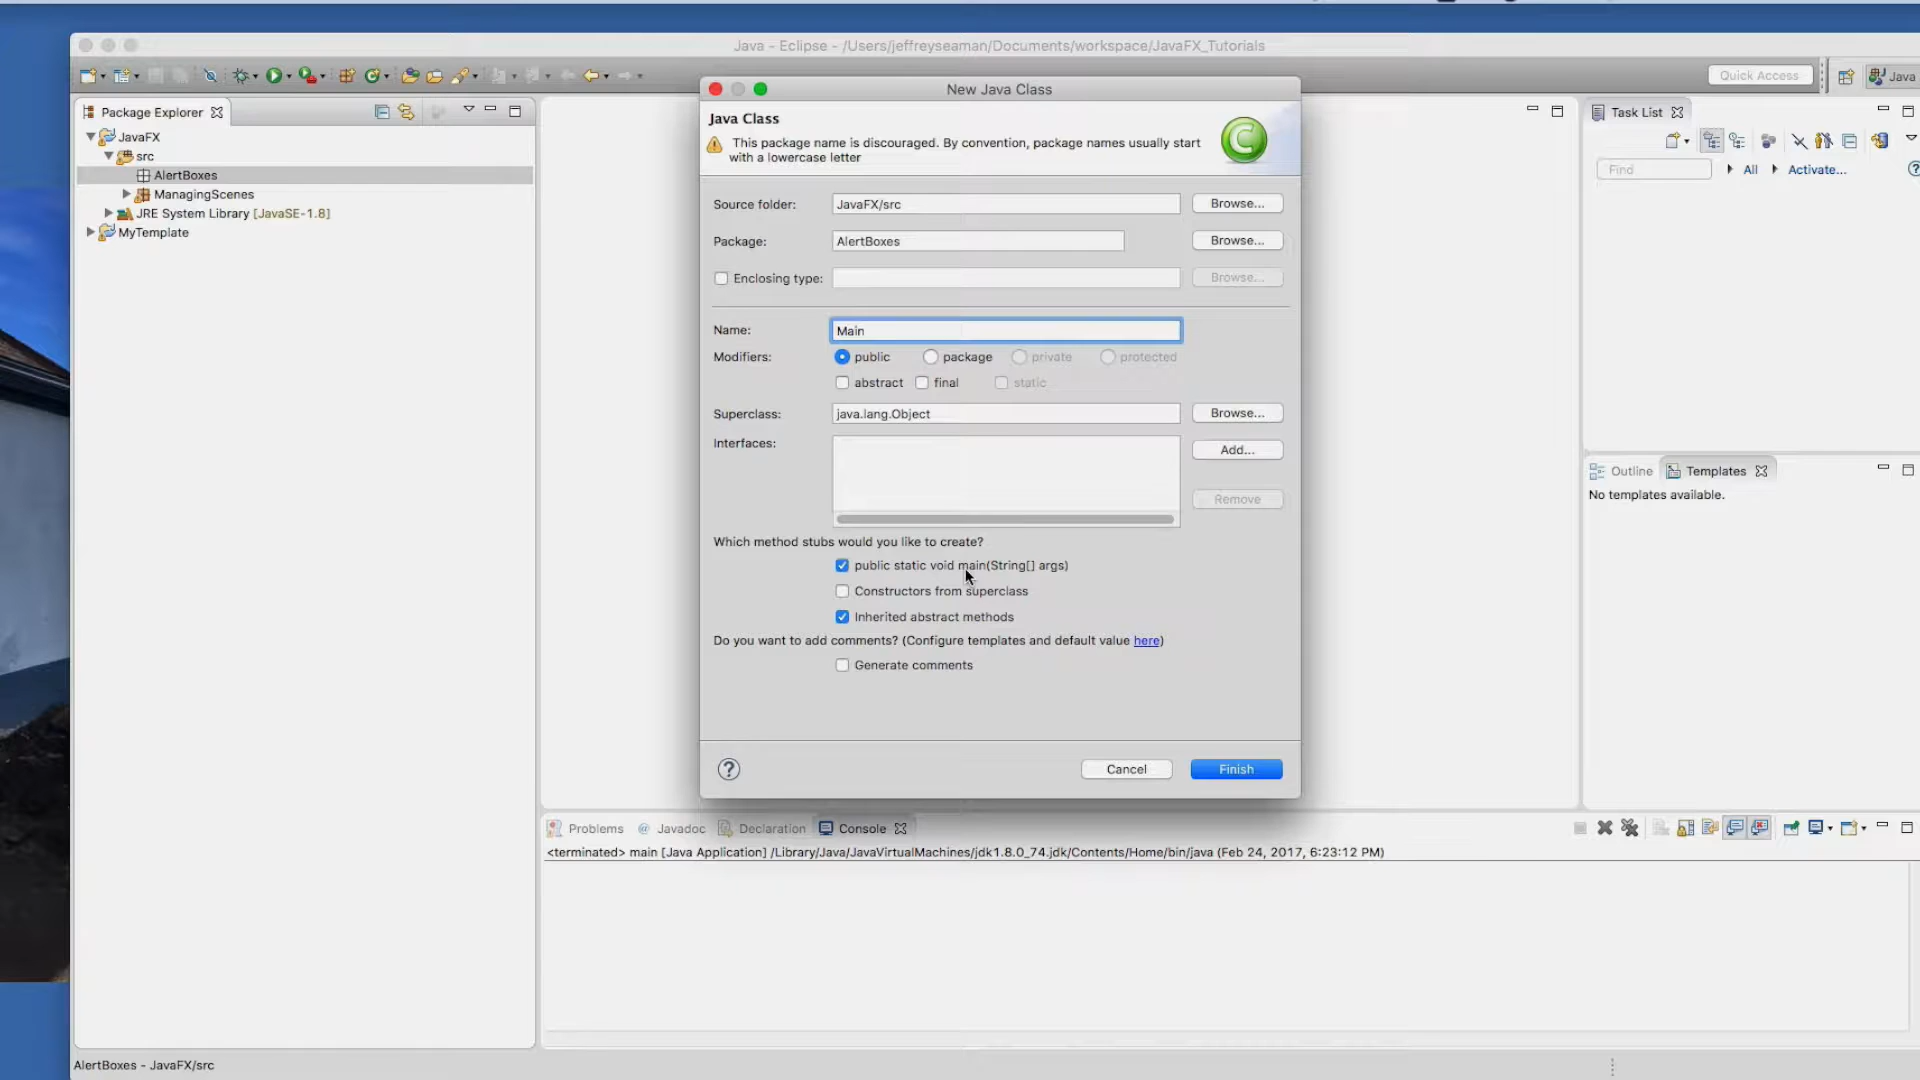 Java - Eclipse - /Users/jeffreyseaman/Documents/workspace/JavaFX_Tutorials
Quick Access
Java
Package Explorer
JavaFX
src
AlertBoxes
ManagingScenes
JRE System Library [JavaSE-1.8]
MyTemplate
New Java Class
Java Class
This package name is discouraged. By convention, package names usually start
with a lowercase letter
C
Source folder: JavaFX/src Browse...
Package: AlertBoxes Browse...
Enclosing type: Browse...
Name: Main
Modifiers: public package private protected
abstract final static
Superclass: java.lang.Object Browse...
Interfaces: Add...
Remove
Which method stubs would you like to create?
public static void main(String[] args)
Constructors from superclass
Inherited abstract methods
Do you want to add comments? (Configure templates and default value here)
Generate comments
? Cancel Finish
Task List
Find All Activate... ?
Outline Templates
No templates available.
Problems @ Javadoc Declaration Console
<terminated> main [Java Application] /Library/Java/JavaVirtualMachines/jdk1.8.0_74.jdk/Contents/Home/bin/java (Feb 24, 2017, 6:23:12 PM)
AlertBoxes - JavaFX/src